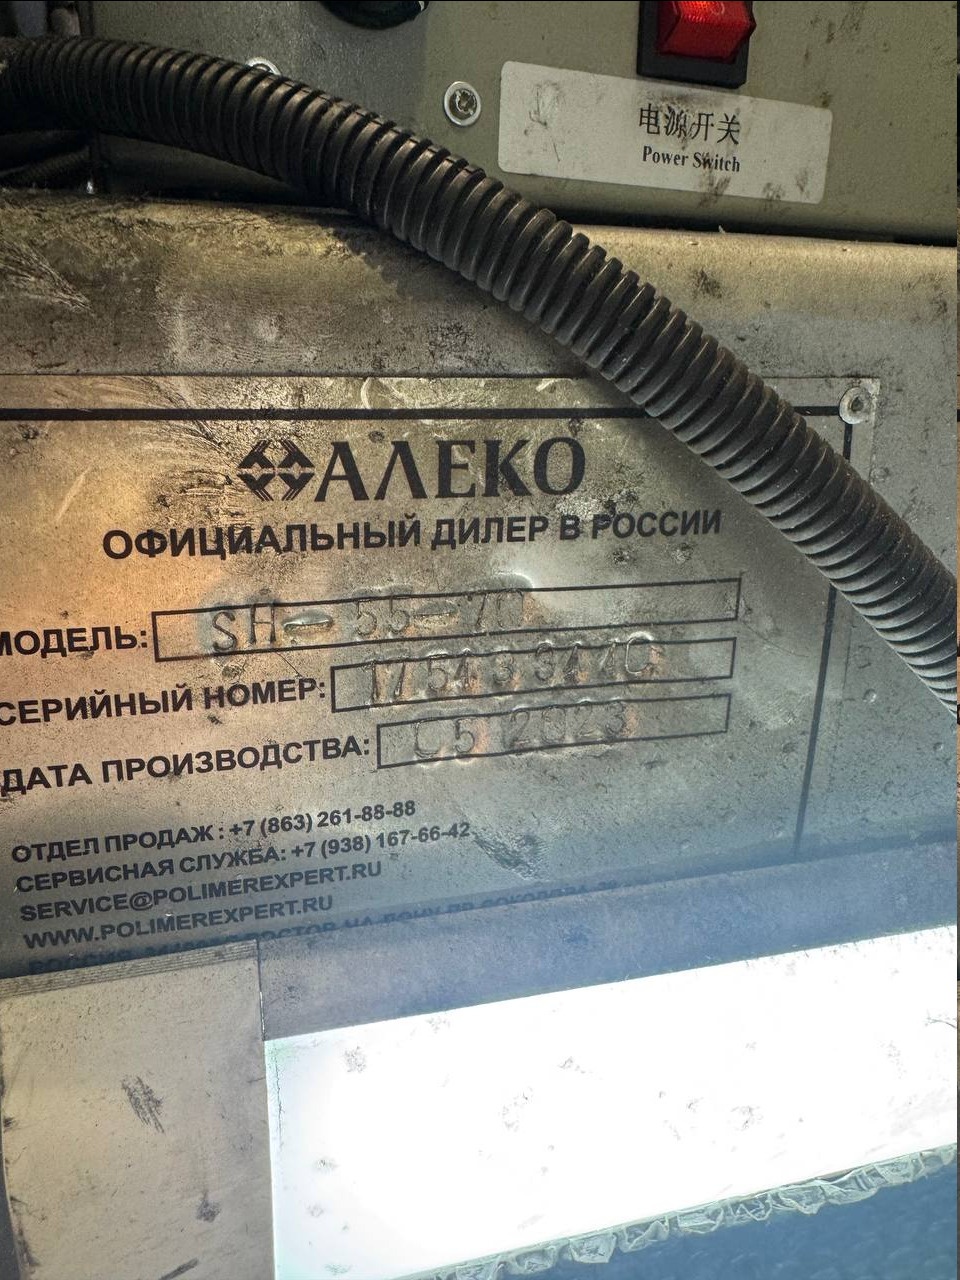 电源开关
Power Switch
АЛЕКО
ОФИЦИАЛЬНЫЙ ДИЛЕР В РОССИИ
МОДЕЛЬ: SH-55-70
СЕРИЙНЫЙ НОМЕР:
ДАТА ПРОИЗВОДСТВА: 05 2023
ОТДЕЛ ПРОДАЖ : +7 (863) 261-88-88
СЕРВИСНАЯ СЛУЖБА: +7 (938) 167-66-42
SERVICE@POLIMEREXPERT.RU
WWW.POLIMEREXPERT.RU